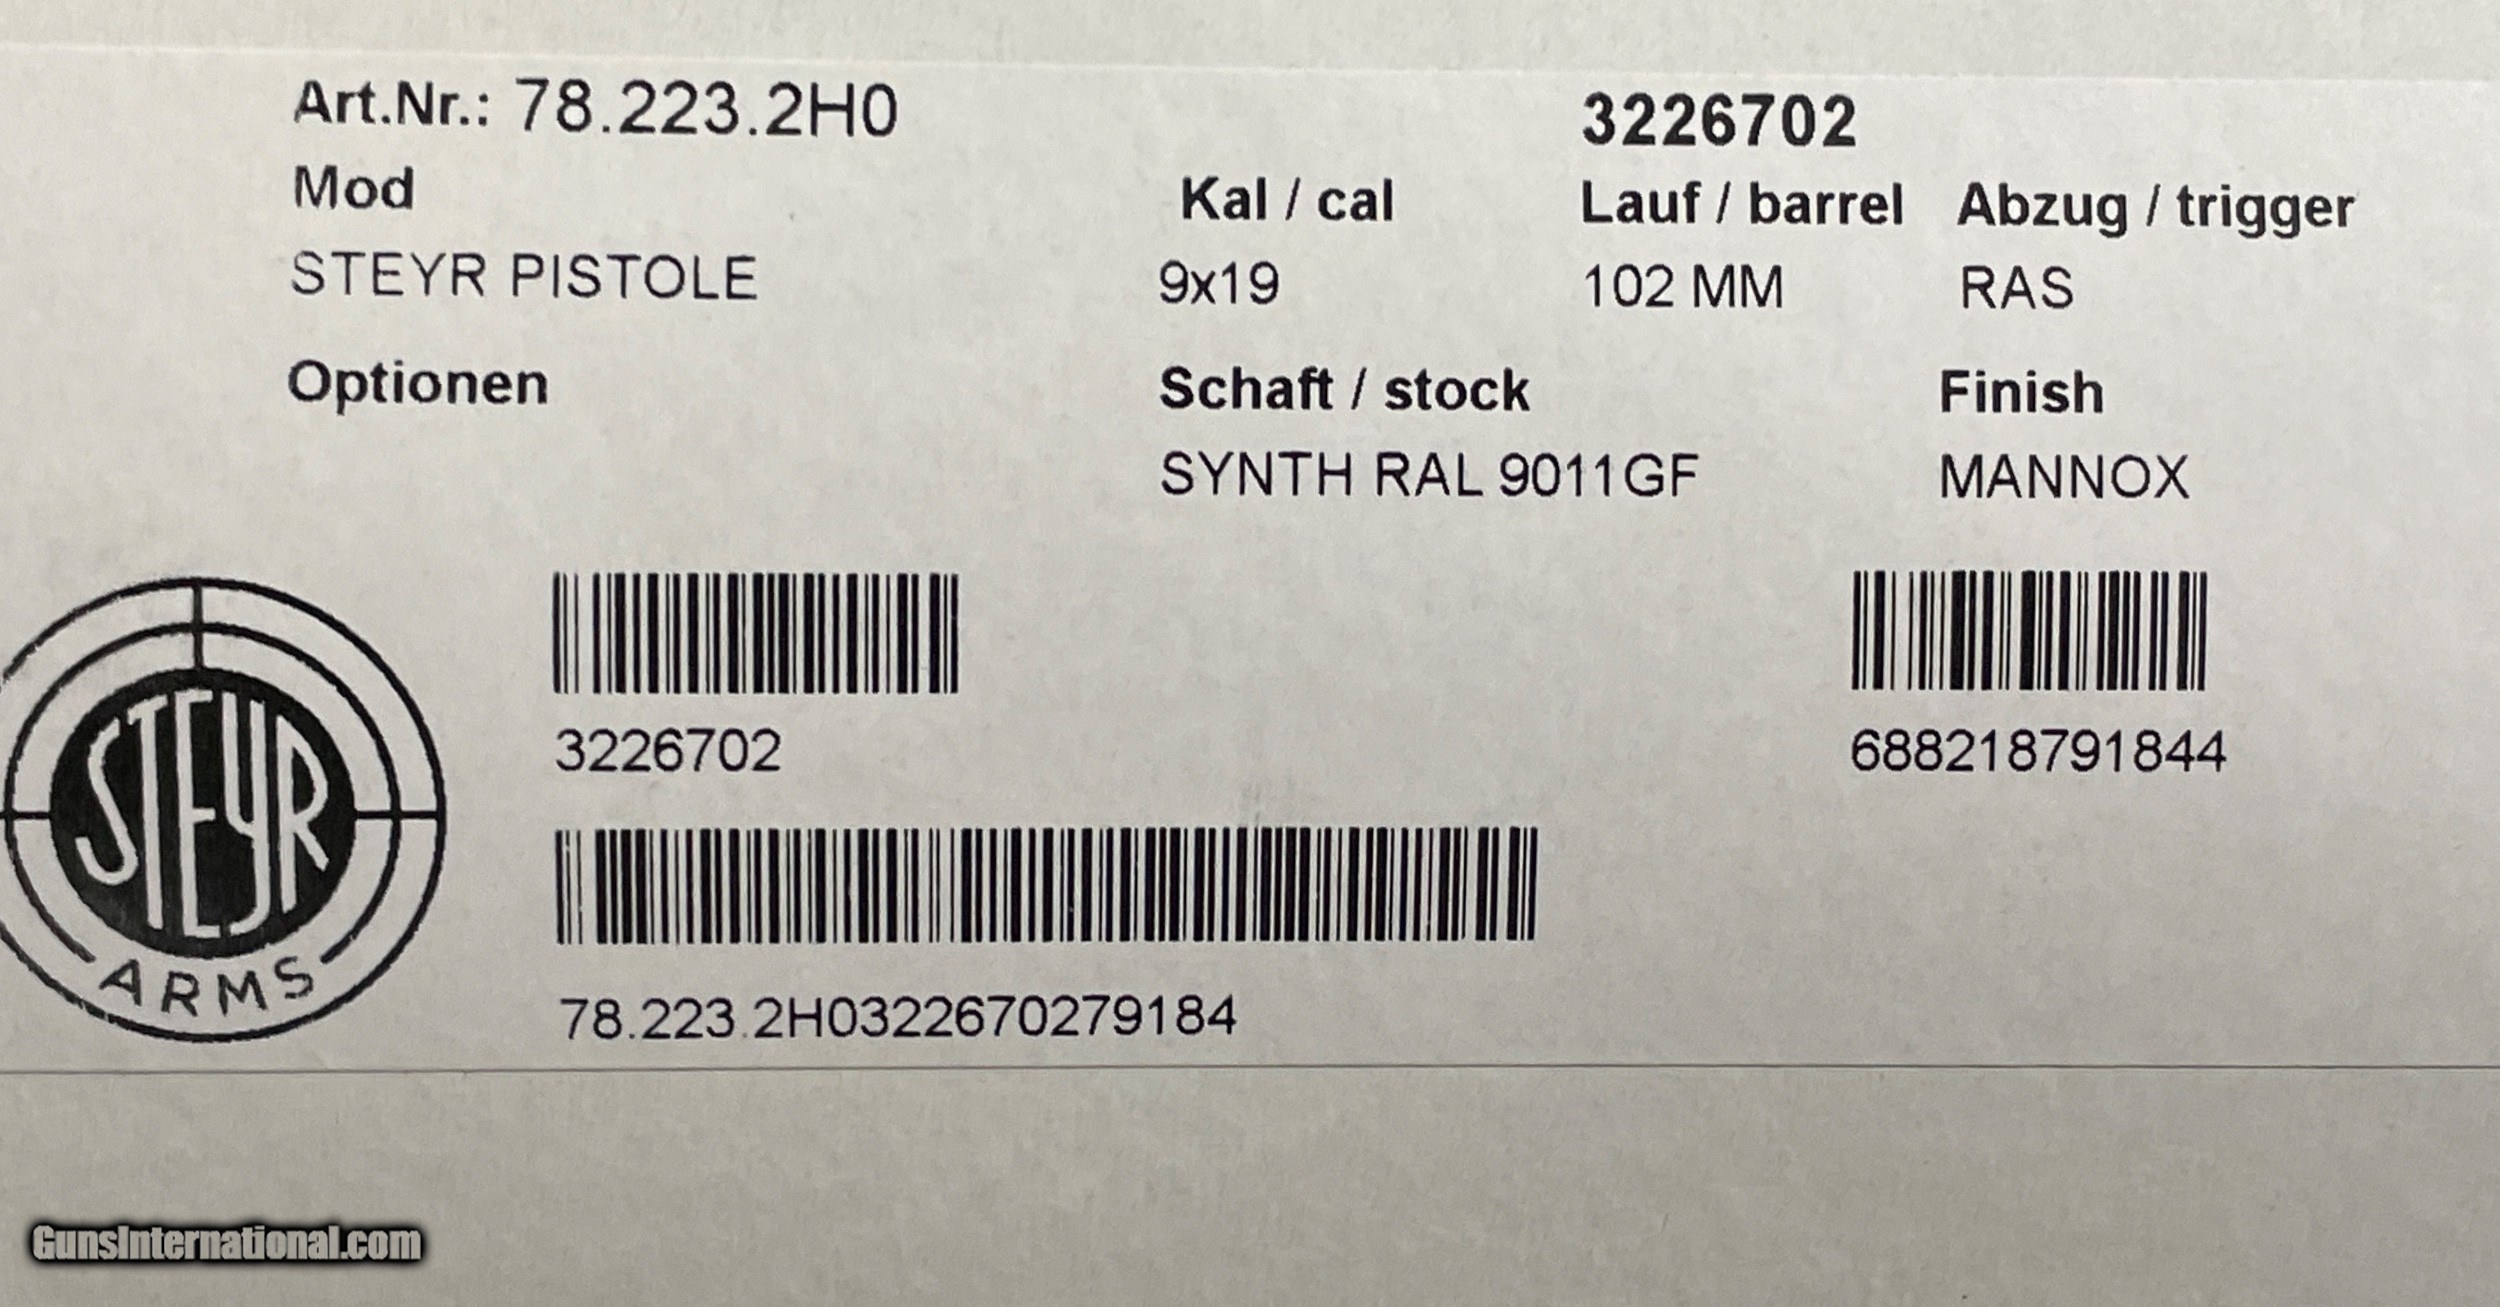 Art.Nr.: 78.223.2H0 3226702
Mod Kal / cal Lauf / barrel Abzug / trigger
STEYR PISTOLE 9x19 102 MM RAS
Optionen Schaft / stock Finish
SYNTH RAL 9011GF MANNOX
3226702 688218791844
STEYR
ARMS
78.223.2H0322670279184
GunsInternational.com